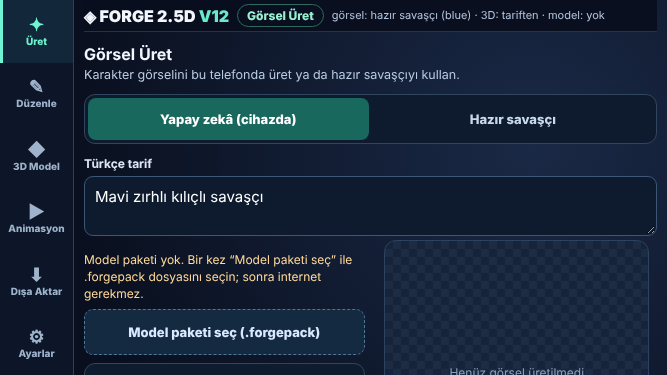 Üret
Düzenle
3D Model
Animasyon
Dışa Aktar
Ayarlar
FORGE 2.5D V12
Görsel Üret
görsel: hazır savaşçı (blue) · 3D: tariften · model: yok
Görsel Üret
Karakter görselini bu telefonda üret ya da hazır savaşçıyı kullan.
Yapay zekâ (cihazda)
Hazır savaşçı
Türkçe tarif
Mavi zırhlı kılıçlı savaşçı
Model paketi yok. Bir kez “Model paketi seç” ile
.forgepack dosyasını seçin; sonra internet
gerekmez.
Model paketi seç (.forgepack)
Henüz görsel üretilmedi